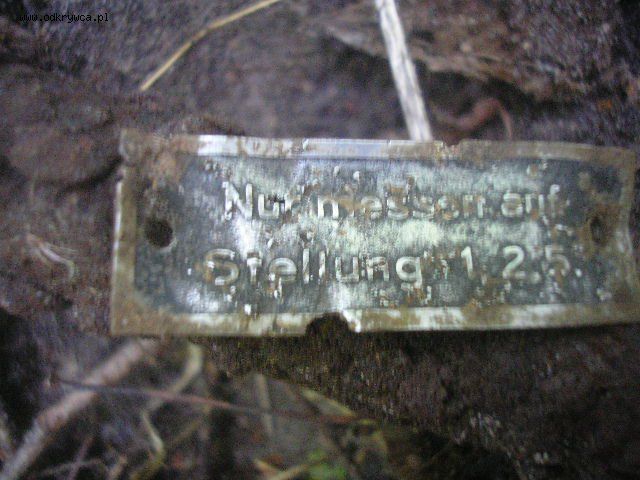 www.odkrywca.pl
Nur messen auf
Stellung 1, 2.5.